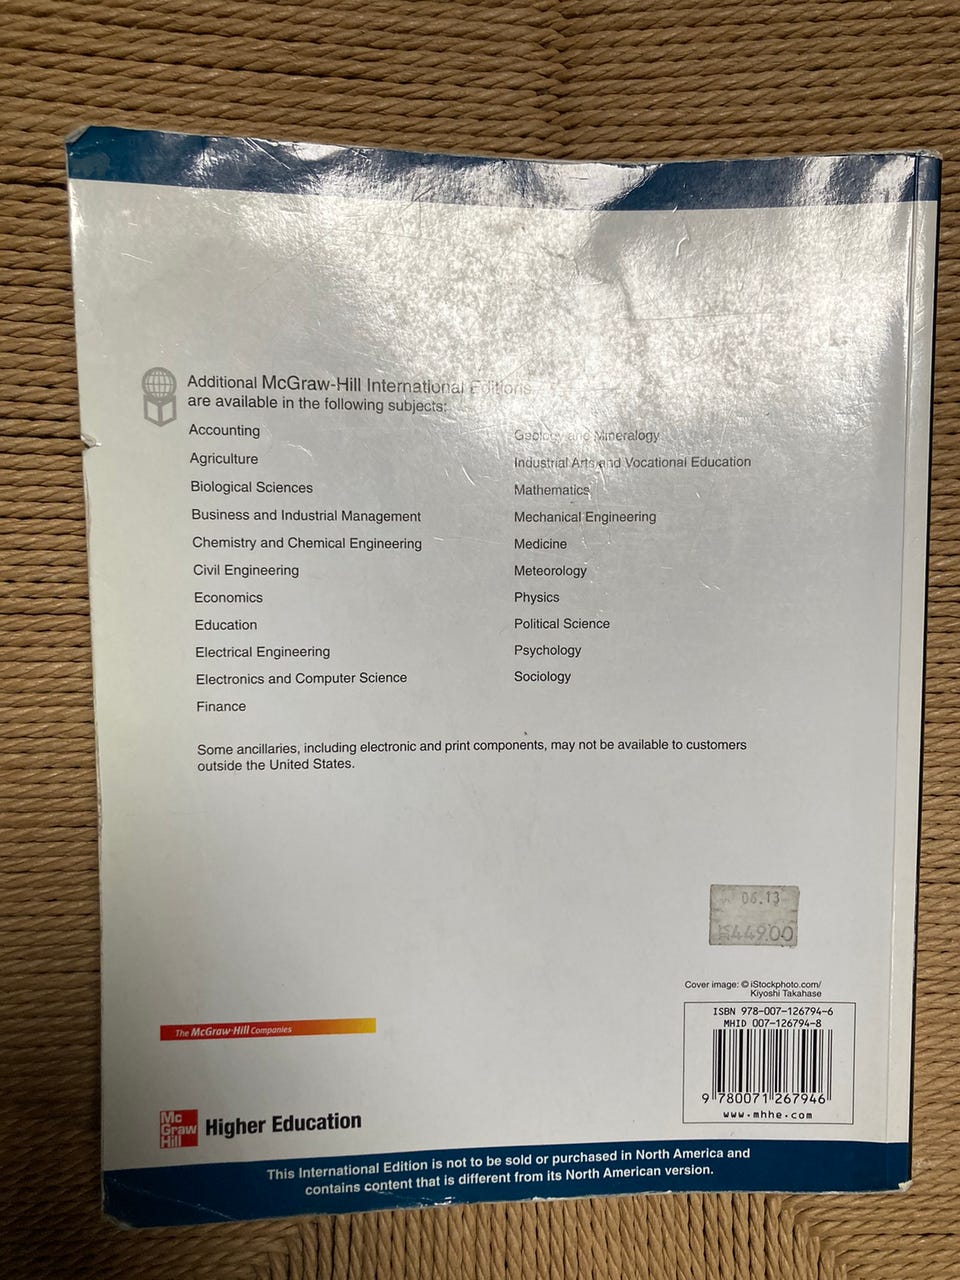 Additional McGraw-Hill International Editions
are available in the following subjects:
Accounting
Agriculture
Biological Sciences
Business and Industrial Management
Chemistry and Chemical Engineering
Civil Engineering
Economics
Education
Electrical Engineering
Electronics and Computer Science
Finance
Geology and Mineralogy
Industrial Arts and Vocational Education
Mathematics
Mechanical Engineering
Medicine
Meteorology
Physics
Political Science
Psychology
Sociology
Some ancillaries, including electronic and print components, may not be available to customers
outside the United States.
06.13
R449.00
Cover image: © iStockphoto.com/
Kiyoshi Takahase
ISBN 978-007-126794-6
MHID 007-126794-8
9 780071 267946
www.mhhe.com
The McGraw·Hill Companies
Mc
Graw
Hill
Higher Education
This International Edition is not to be sold or purchased in North America and
contains content that is different from its North American version.